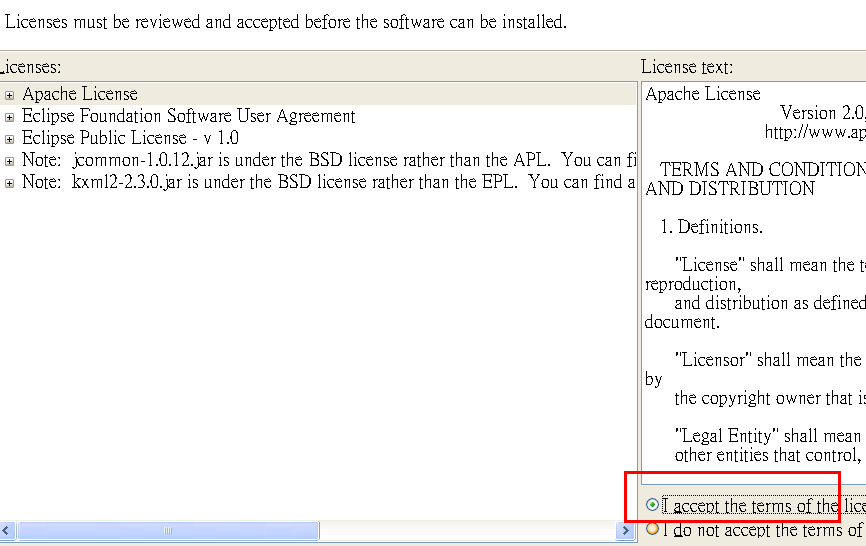 Licenses must be reviewed and accepted before the software can be installed.
Licenses:
Apache License
Eclipse Foundation Software User Agreement
Eclipse Public License - v 1.0
Note: jcommon-1.0.12.jar is under the BSD license rather than the APL. You can fi
Note: kxml2-2.3.0.jar is under the BSD license rather than the EPL. You can find a
License text:
Apache License
Version 2.0,
http://www.ap
TERMS AND CONDITION
AND DISTRIBUTION
1. Definitions.
"License" shall mean the t
reproduction,
and distribution as defined
document.
"Licensor" shall mean the
by
the copyright owner that is
"Legal Entity" shall mean
other entities that control,
I accept the terms of the lice
I do not accept the terms of